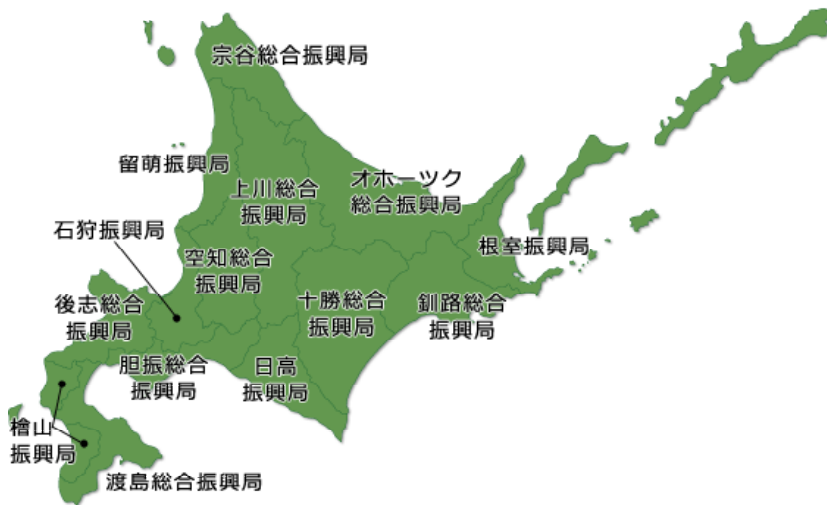 宗谷総合振興局
留萌振興局
上川総合
振興局
オホーツク
総合振興局
石狩振興局
空知総合
振興局
根室振興局
後志総合
振興局
十勝総合
振興局
釧路総合
振興局
胆振総合
振興局
日高
振興局
檜山
振興局
渡島総合振興局